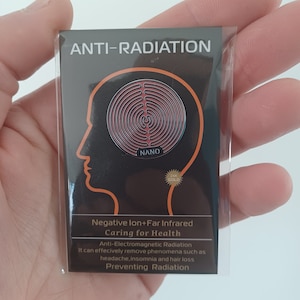 ANTI-RADIATION
NANO
Negative Ion+Far Infrared
Caring for Health
Anti-Electromagnetic Radiation
It can effecively remove phenomena such as
headache, insomnia and hair loss
Preventing Radiation